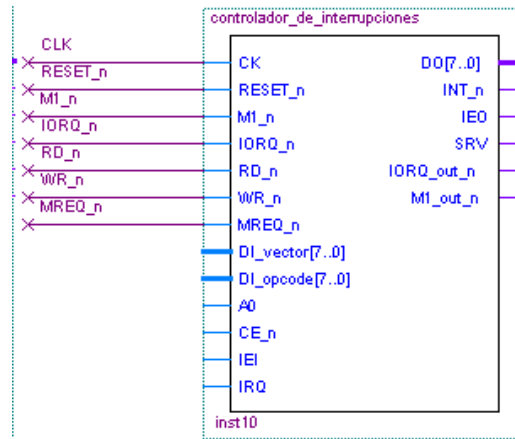 controlador_de_interrupciones
CLK
RESET_n
M1_n
IORQ_n
RD_n
WR_n
MREQ_n
CK
RESET_n
M1_n
IORQ_n
RD_n
WR_n
MREQ_n
DI_vector[7..0]
DI_opcode[7..0]
A0
CE_n
IEI
IRQ
DO[7..0]
INT_n
IEO
SRV
IORQ_out_n
M1_out_n
inst10